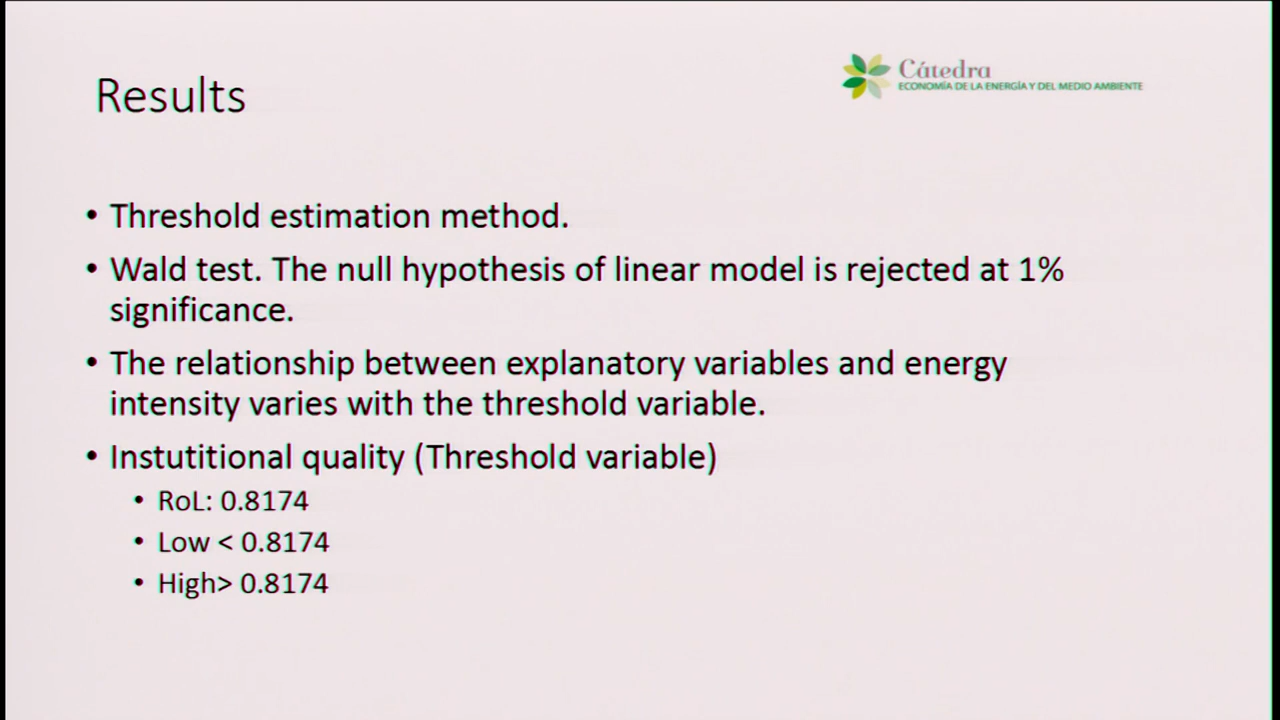 Results
Cátedra
ECONOMÍA DE LA ENERGÍA Y DEL MEDIO AMBIENTE
• Threshold estimation method.
• Wald test. The null hypothesis of linear model is rejected at 1%
significance.
• The relationship between explanatory variables and energy
intensity varies with the threshold variable.
• Instutitional quality (Threshold variable)
• RoL: 0.8174
• Low < 0.8174
• High> 0.8174